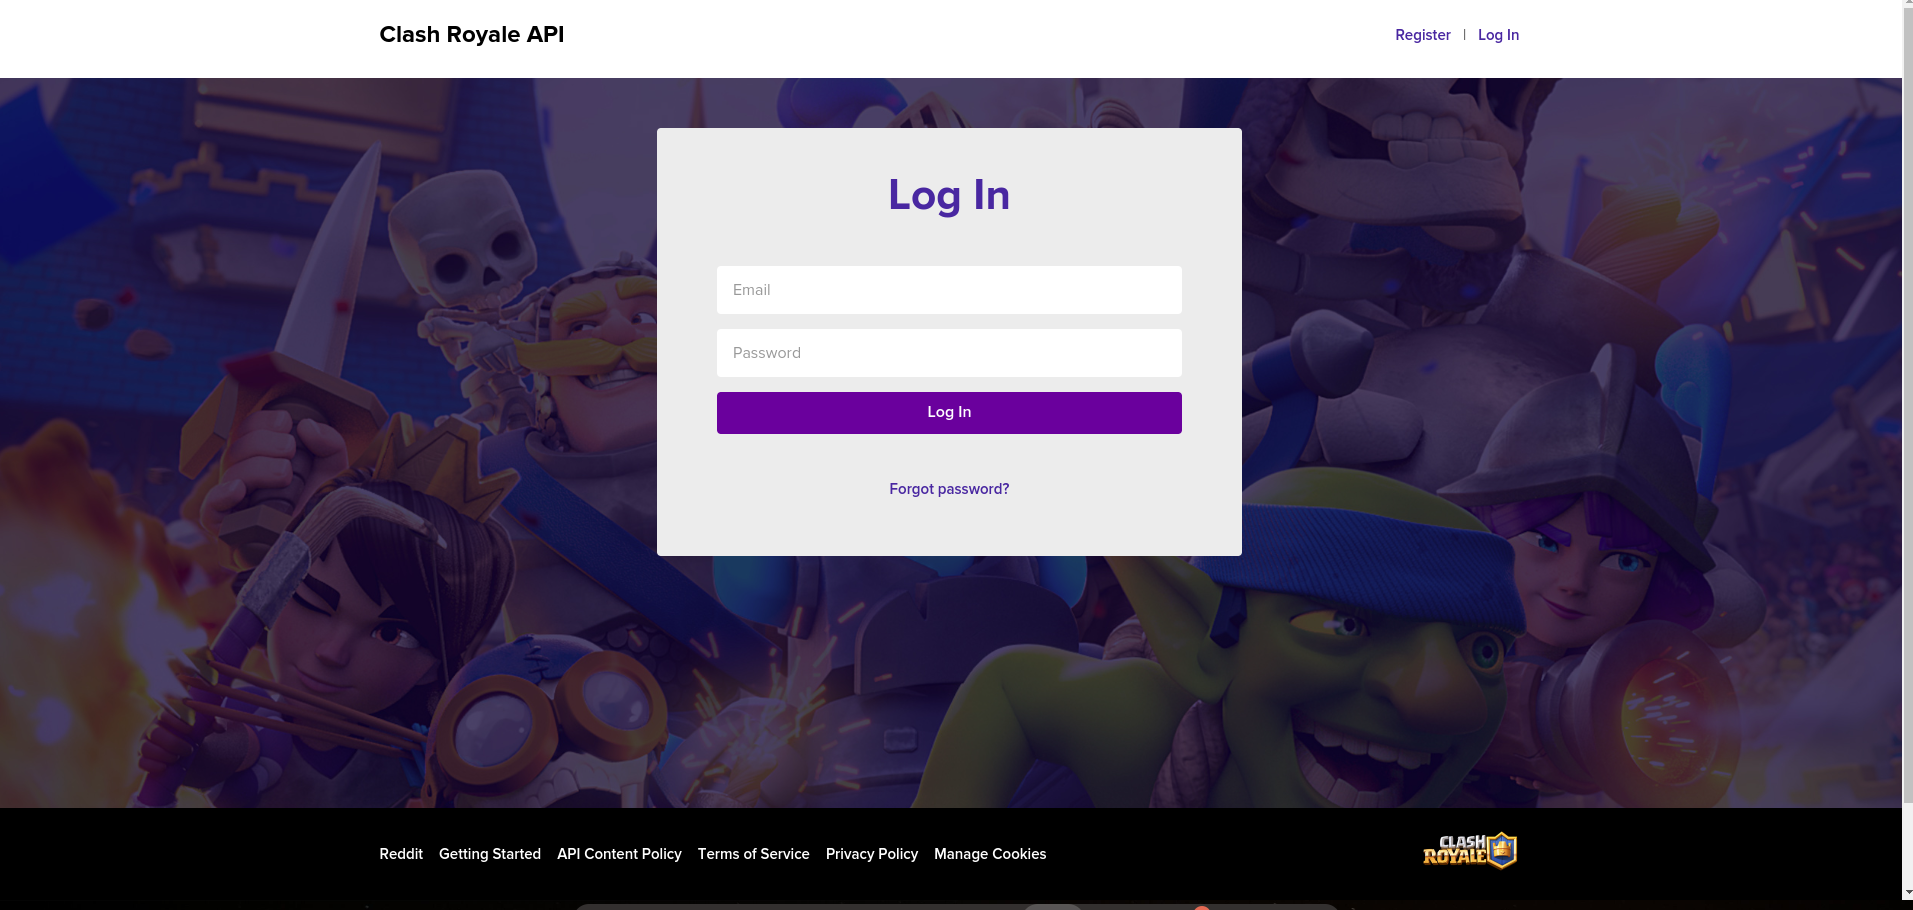 Clash Royale API
Register | Log In
Log In
Email
Password
Log In
Forgot password?
Reddit Getting Started API Content Policy Terms of Service Privacy Policy Manage Cookies
CLASH
ROYALE